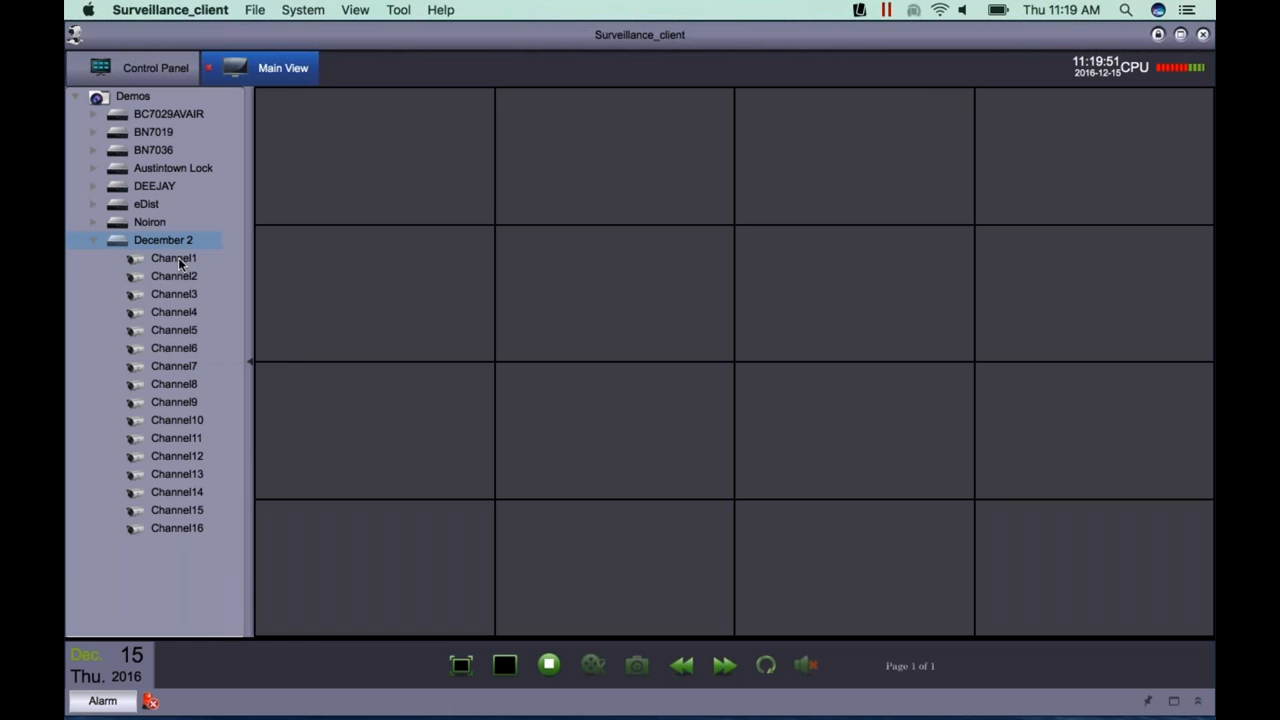 Surveillance_client File System View Tool Help Thu 11:19 AM
Surveillance_client
Control Panel Main View 11:19:51 CPU
2016-12-15
Demos
BC7029AVAIR
BN7019
BN7036
Austintown Lock
DEEJAY
eDist
Noiron
December 2
Channel1
Channel2
Channel3
Channel4
Channel5
Channel6
Channel7
Channel8
Channel9
Channel10
Channel11
Channel12
Channel13
Channel14
Channel15
Channel16
Dec. 15
Thu. 2016
Page 1 of 1
Alarm